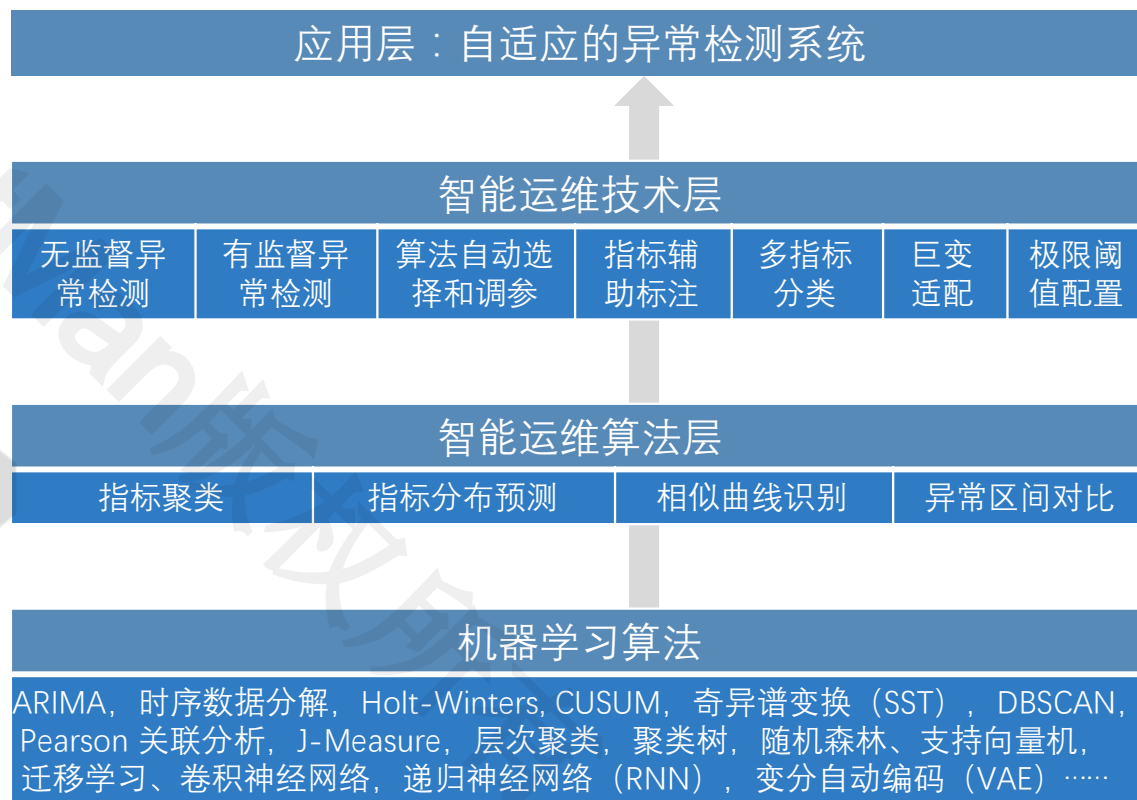 应用层：自适应的异常检测系统
智能运维技术层
无监督异
常检测
有监督异
常检测
算法自动选
择和调参
指标辅
助标注
多指标
分类
巨变
适配
极限阈
值配置
智能运维算法层
指标聚类
指标分布预测
相似曲线识别
异常区间对比
机器学习算法
ARIMA，时序数据分解，Holt-Winters, CUSUM，奇异谱变换（SST），DBSCAN,
Pearson 关联分析，J-Measure，层次聚类，聚类树，随机森林、支持向量机，
迁移学习、卷积神经网络，递归神经网络（RNN），变分自动编码（VAE）……